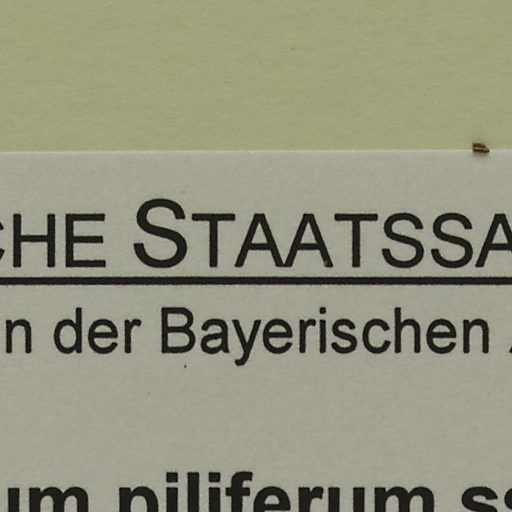 CHE STAATSSA
n der Bayerischen
um piliferum ss